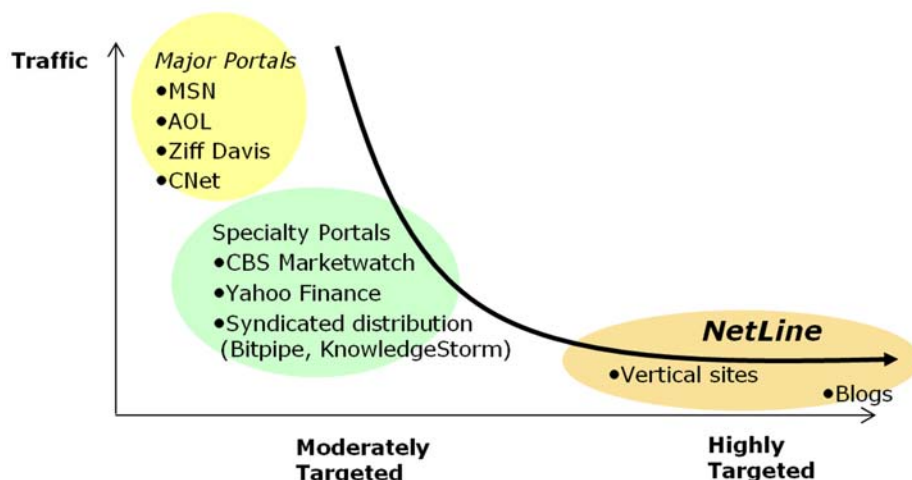 Traffic
Major Portals
•MSN
•AOL
•Ziff Davis
•CNet
Specialty Portals
•CBS Marketwatch
•Yahoo Finance
•Syndicated distribution
(Bitpipe, KnowledgeStorm)
NetLine
•Vertical sites
•Blogs
Moderately
Targeted
Highly
Targeted